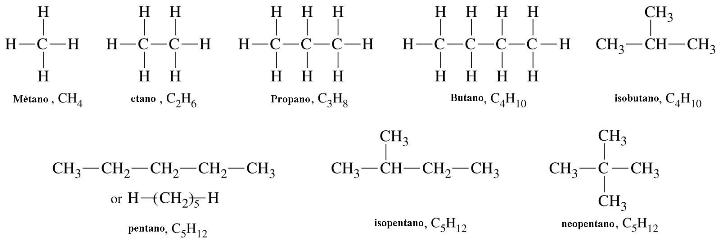 H H H H H H H H H H CH3
H—C—H H—C—C—H H—C—C—C—H H—C—C—C—C—H CH3—CH—CH3
H H H H H H H H H H
Mètano , CH4 etano , C2H6 Propano, C3H8 Butano, C4H10 isobutano, C4H10
CH3 CH3
CH3—CH2—CH2—CH2—CH3 CH3—CH—CH2—CH3 CH3—C—CH3
or H—(CH2)5—H CH3
pentano, C5H12 isopentano, C5H12 neopentano, C5H12